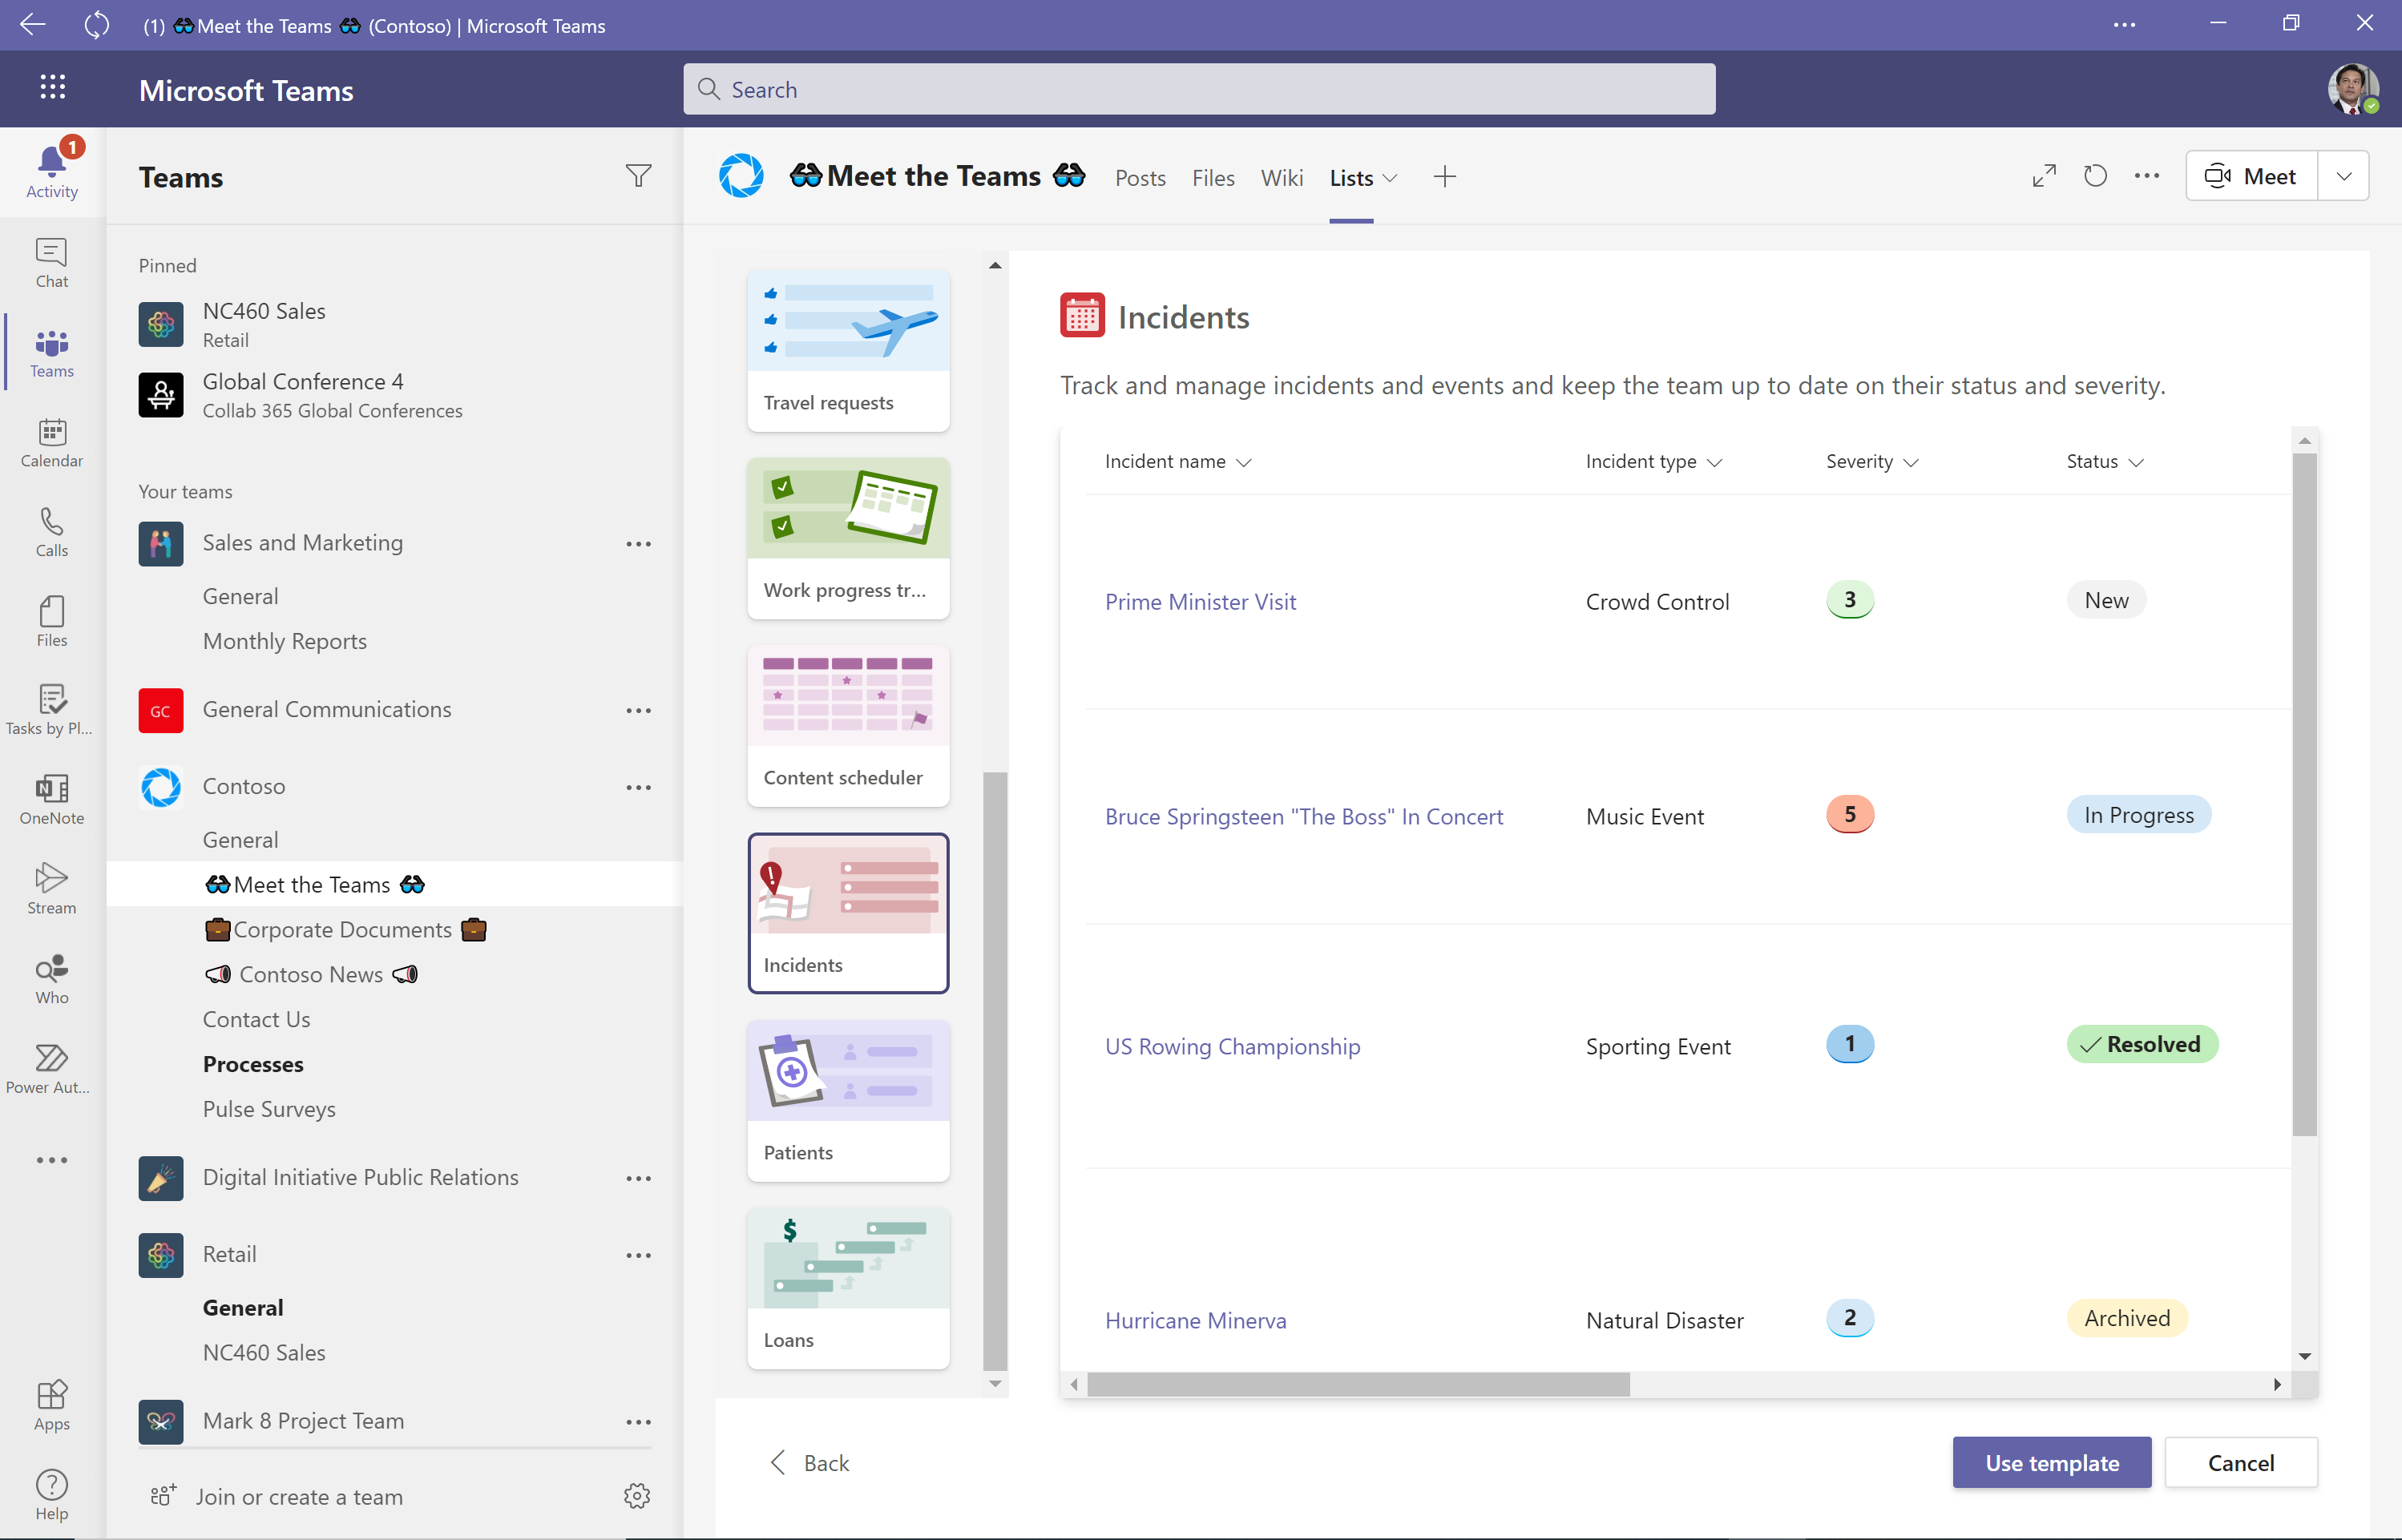 (1) 🕶️Meet the Teams 🕶️ (Contoso) | Microsoft Teams
Microsoft Teams
Search
1
Activity
Chat
Teams
Calendar
Calls
Files
Tasks by Pl...
OneNote
Stream
Who
Power Aut...
Apps
Help
Teams
Pinned
NC460 Sales
Retail
Global Conference 4
Collab 365 Global Conferences
Your teams
Sales and Marketing
General
Monthly Reports
GC
General Communications
Contoso
General
🕶️Meet the Teams 🕶️
💼Corporate Documents 💼
📣 Contoso News 📣
Contact Us
Processes
Pulse Surveys
Digital Initiative Public Relations
Retail
General
NC460 Sales
Mark 8 Project Team
Join or create a team
🕶️Meet the Teams 🕶️ Posts Files Wiki Lists
Meet
Travel requests
Work progress tr...
Content scheduler
Incidents
Patients
$
Loans
Incidents
Track and manage incidents and events and keep the team up to date on their status and severity.
Incident name Incident type Severity Status
Prime Minister Visit Crowd Control 3 New
Bruce Springsteen "The Boss" In Concert Music Event 5 In Progress
US Rowing Championship Sporting Event 1 Resolved
Hurricane Minerva Natural Disaster 2 Archived
Back
Use template
Cancel